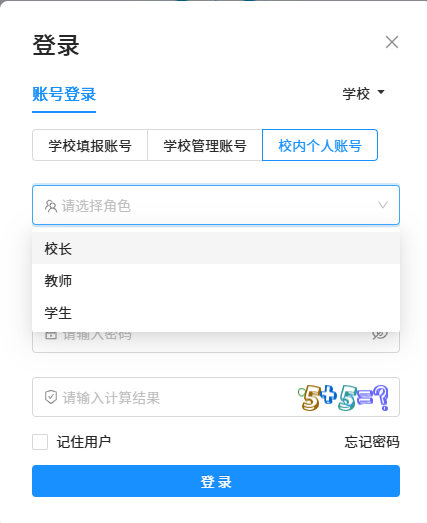 登录
账号登录 学校
学校填报账号 学校管理账号 校内个人账号
请选择角色
校长
教师
学生
请输入密码
请输入计算结果 5+5=?
记住用户 忘记密码
登 录